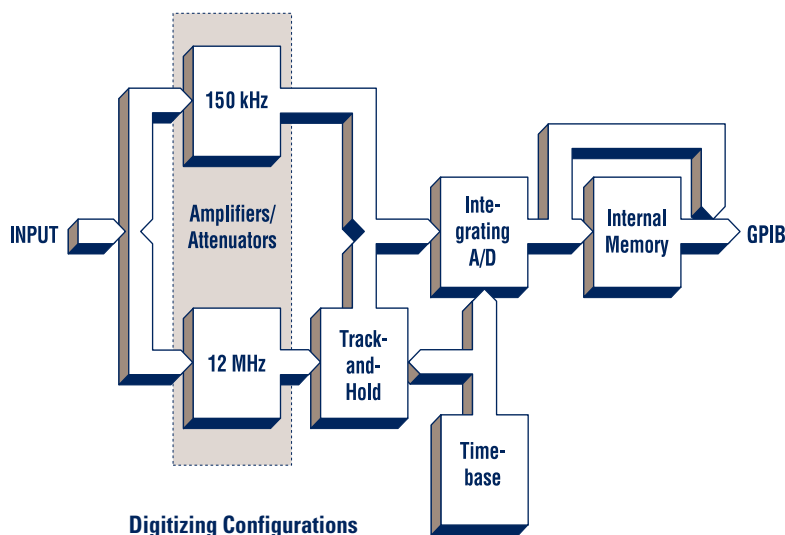 150 kHz
INPUT
Amplifiers/
Attenuators
Inte-
grating
A/D
Internal
Memory
GPIB
12 MHz
Track-
and-
Hold
Time-
base
Digitizing Configurations